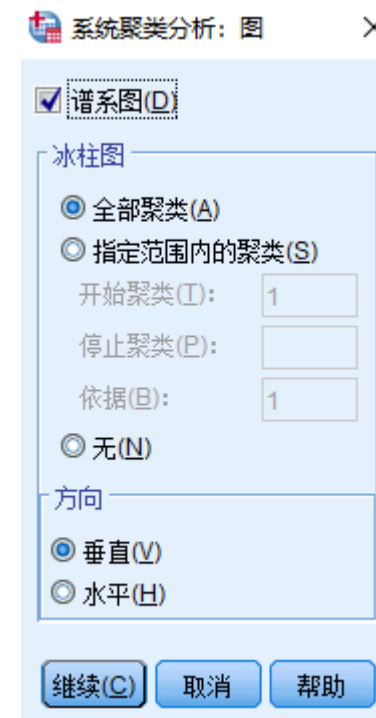 系统聚类分析: 图
谱系图(D)
冰柱图
全部聚类(A)
指定范围内的聚类(S)
开始聚类(T): 1
停止聚类(P):
依据(B): 1
无(N)
方向
垂直(V)
水平(H)
继续(C) 取消 帮助